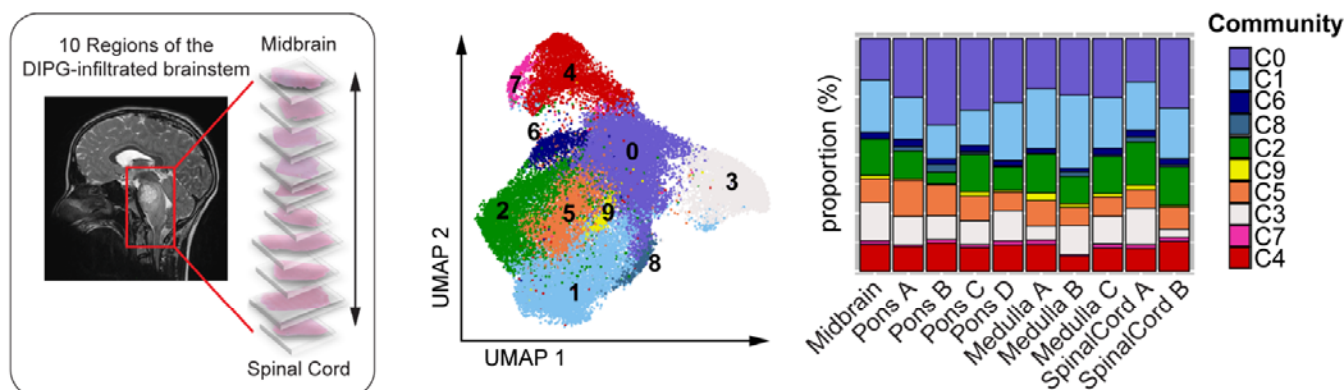 10 Regions of the
DIPG-infiltrated brainstem
Midbrain
Spinal Cord
UMAP 2
UMAP 1
7
4
6
0
3
2
5
9
8
1
proportion (%)
Midbrain
Pons A
Pons B
Pons C
Pons D
Medulla A
Medulla B
Medulla C
SpinalCord A
SpinalCord B
Community
C0
C1
C6
C8
C2
C9
C5
C3
C7
C4